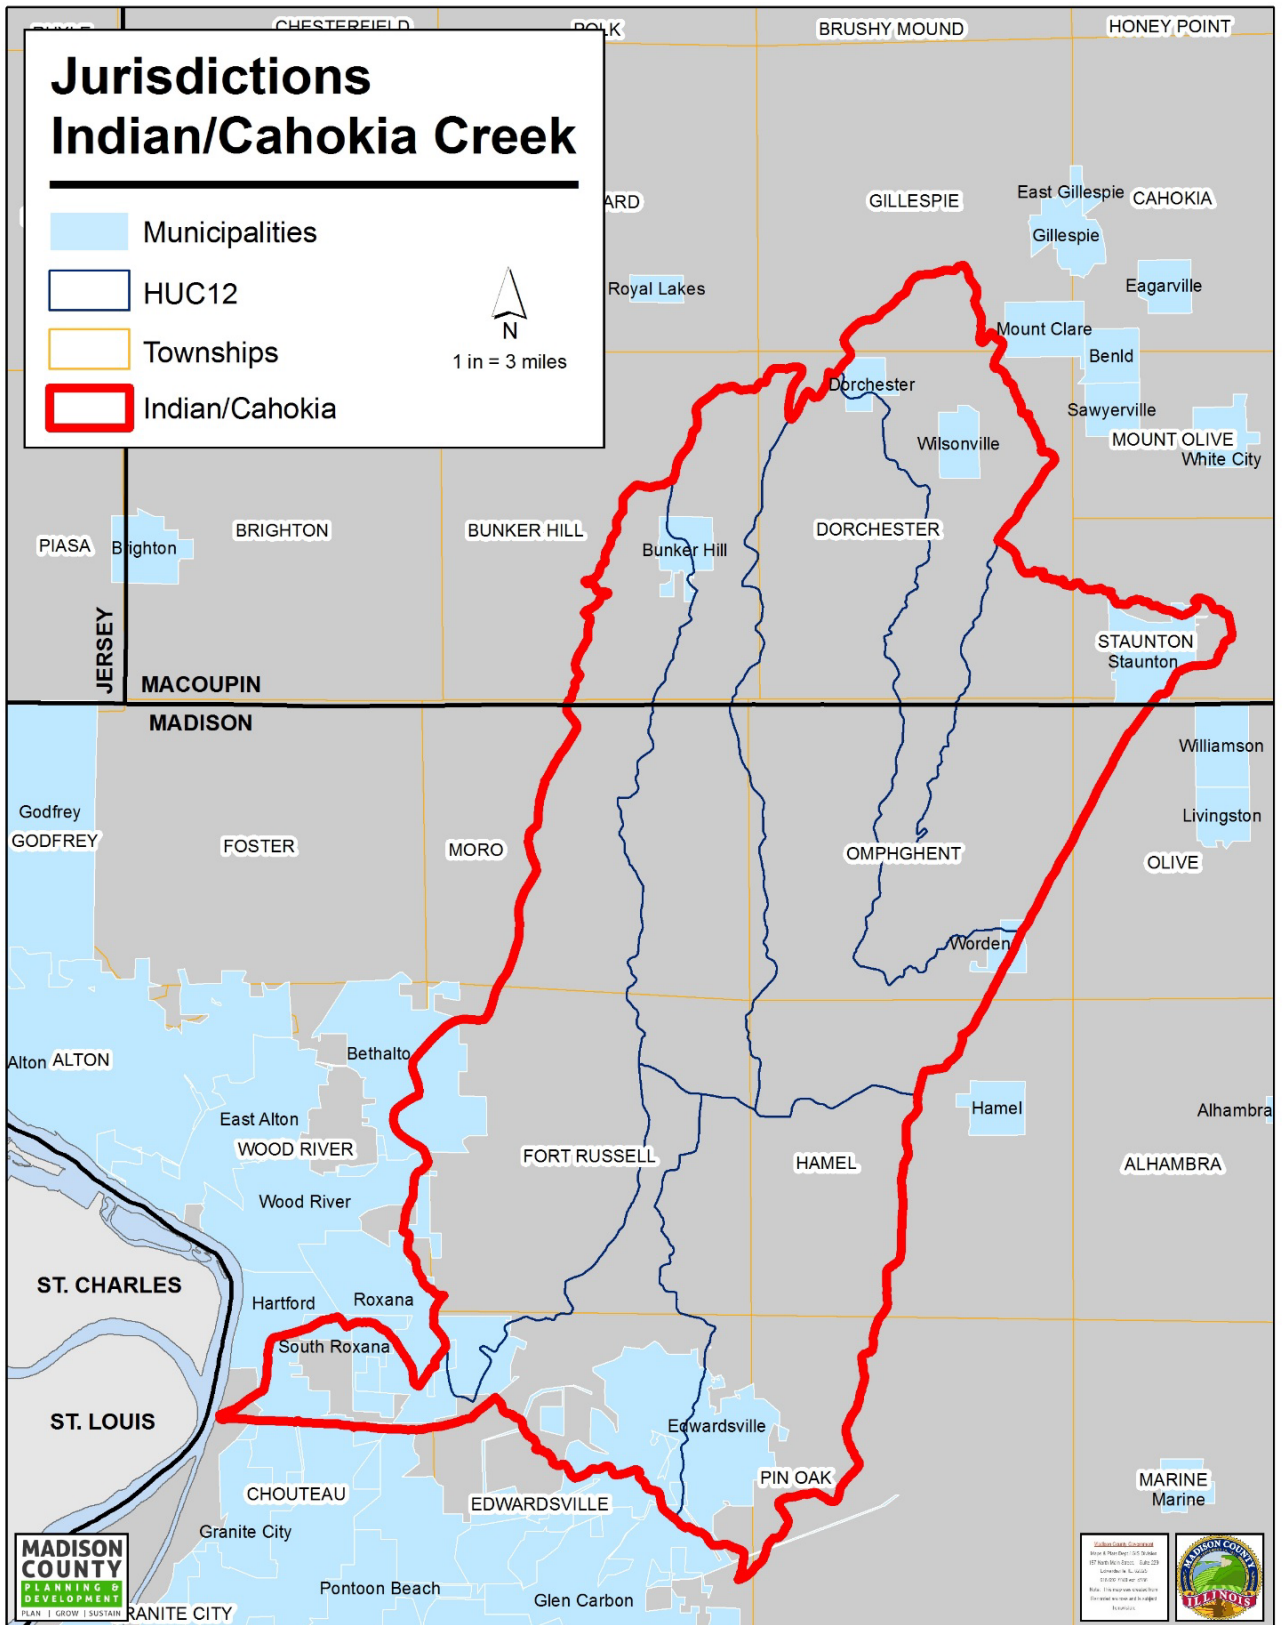 CHESTERFIELD
POLK
BRUSHY MOUND
HONEY POINT
Jurisdictions
Indian/Cahokia Creek
Municipalities
HUC12
Townships
Indian/Cahokia
N
1 in = 3 miles
ARD
GILLESPIE
East Gillespie
CAHOKIA
Gillespie
Royal Lakes
Eagarville
Mount Clare
Benld
Dorchester
Sawyerville
Wilsonville
MOUNT OLIVE
White City
PIASA
Brighton
BRIGHTON
BUNKER HILL
Bunker Hill
DORCHESTER
JERSEY
STAUNTON
Staunton
MACOUPIN
MADISON
Williamson
Godfrey
GODFREY
FOSTER
MORO
OMPHGHENT
Livingston
OLIVE
Worden
Alton
ALTON
Bethalto
East Alton
WOOD RIVER
Hamel
Alhambra
FORT RUSSELL
HAMEL
ALHAMBRA
Wood River
ST. CHARLES
Hartford
Roxana
South Roxana
ST. LOUIS
Edwardsville
CHOUTEAU
EDWARDSVILLE
PIN OAK
MARINE
Marine
Granite City
Pontoon Beach
Glen Carbon
RANITE CITY
MADISON
COUNTY
PLANNING &
DEVELOPMENT
PLAN | GROW | SUSTAIN
MADISON COUNTY
ILLINOIS